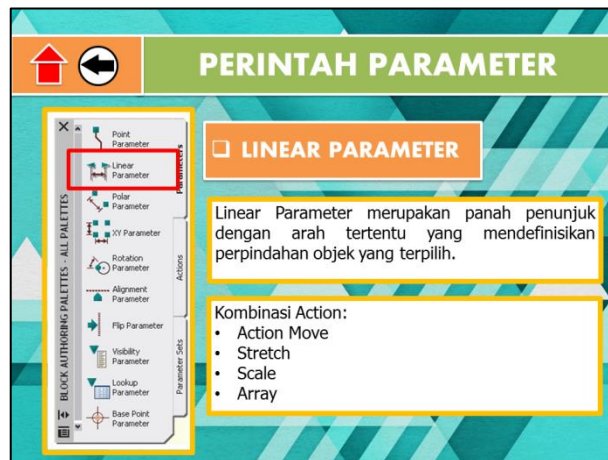 PERINTAH PARAMETER
BLOCK AUTHORING PALETTES - ALL PALETTES
Point
Parameter
Linear
Parameter
Polar
Parameter
XY Parameter
Rotation
Parameter
Alignment
Parameter
Flip Parameter
Visibility
Parameter
Lookup
Parameter
Base Point
Parameter
Parameters
Actions
Parameter Sets
LINEAR PARAMETER
Linear Parameter merupakan panah penunjuk
dengan arah tertentu yang mendefinisikan
perpindahan objek yang terpilih.
Kombinasi Action:
• Action Move
• Stretch
• Scale
• Array